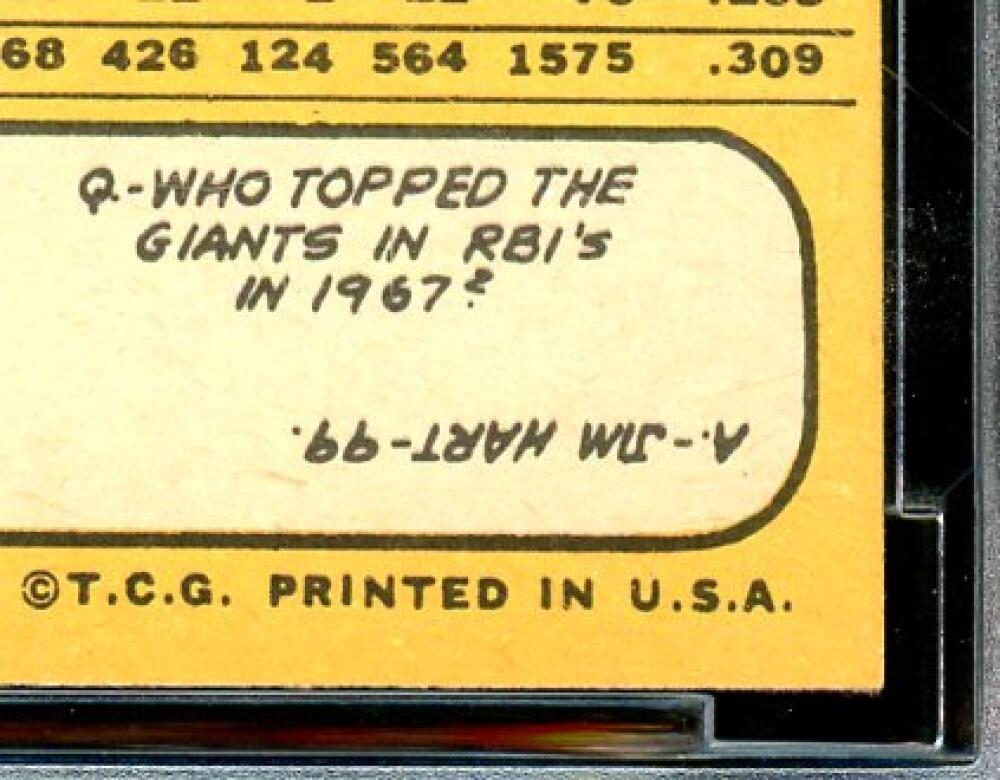 68 426 124 564 1575 .309
Q-WHO TOPPED THE
GIANTS IN RBI'S
IN 1967?
A.-JIM HART-99.
©T.C.G. PRINTED IN U.S.A.